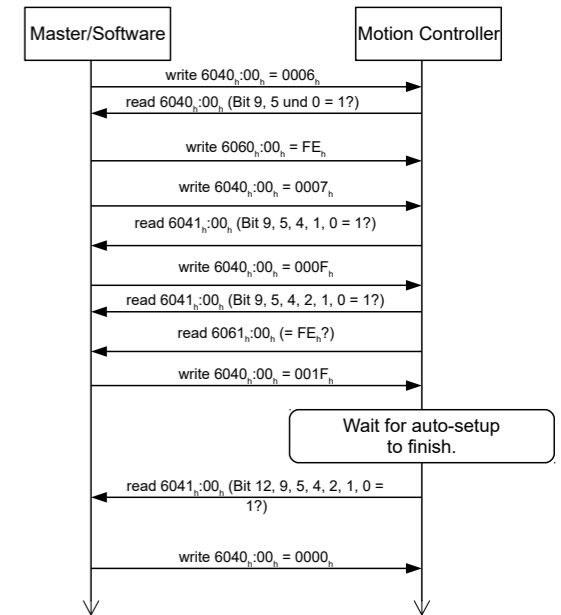 Master/Software
Motion Controller
write 6040ₕ:00ₕ = 0006ₕ
read 6040ₕ:00ₕ (Bit 9, 5 und 0 = 1?)
write 6060ₕ:00ₕ = FEₕ
write 6040ₕ:00ₕ = 0007ₕ
read 6041ₕ:00ₕ (Bit 9, 5, 4, 1, 0 = 1?)
write 6040ₕ:00ₕ = 000Fₕ
read 6041ₕ:00ₕ (Bit 9, 5, 4, 2, 1, 0 = 1?)
read 6061ₕ:00ₕ (= FEₕ?)
write 6040ₕ:00ₕ = 001Fₕ
Wait for auto-setup
to finish.
read 6041ₕ:00ₕ (Bit 12, 9, 5, 4, 2, 1, 0 =
1?)
write 6040ₕ:00ₕ = 0000ₕ